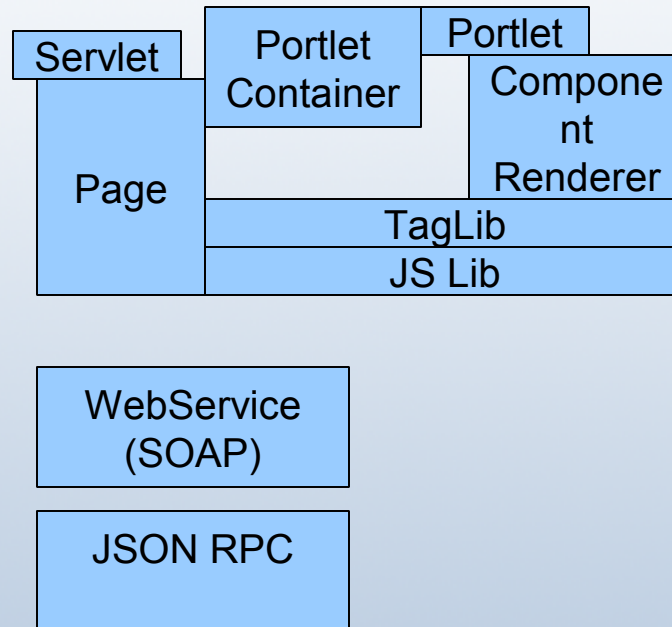 Servlet
Portlet
Container
Portlet
Page
Compone
nt
Renderer
TagLib
JS Lib
WebService
(SOAP)
JSON RPC